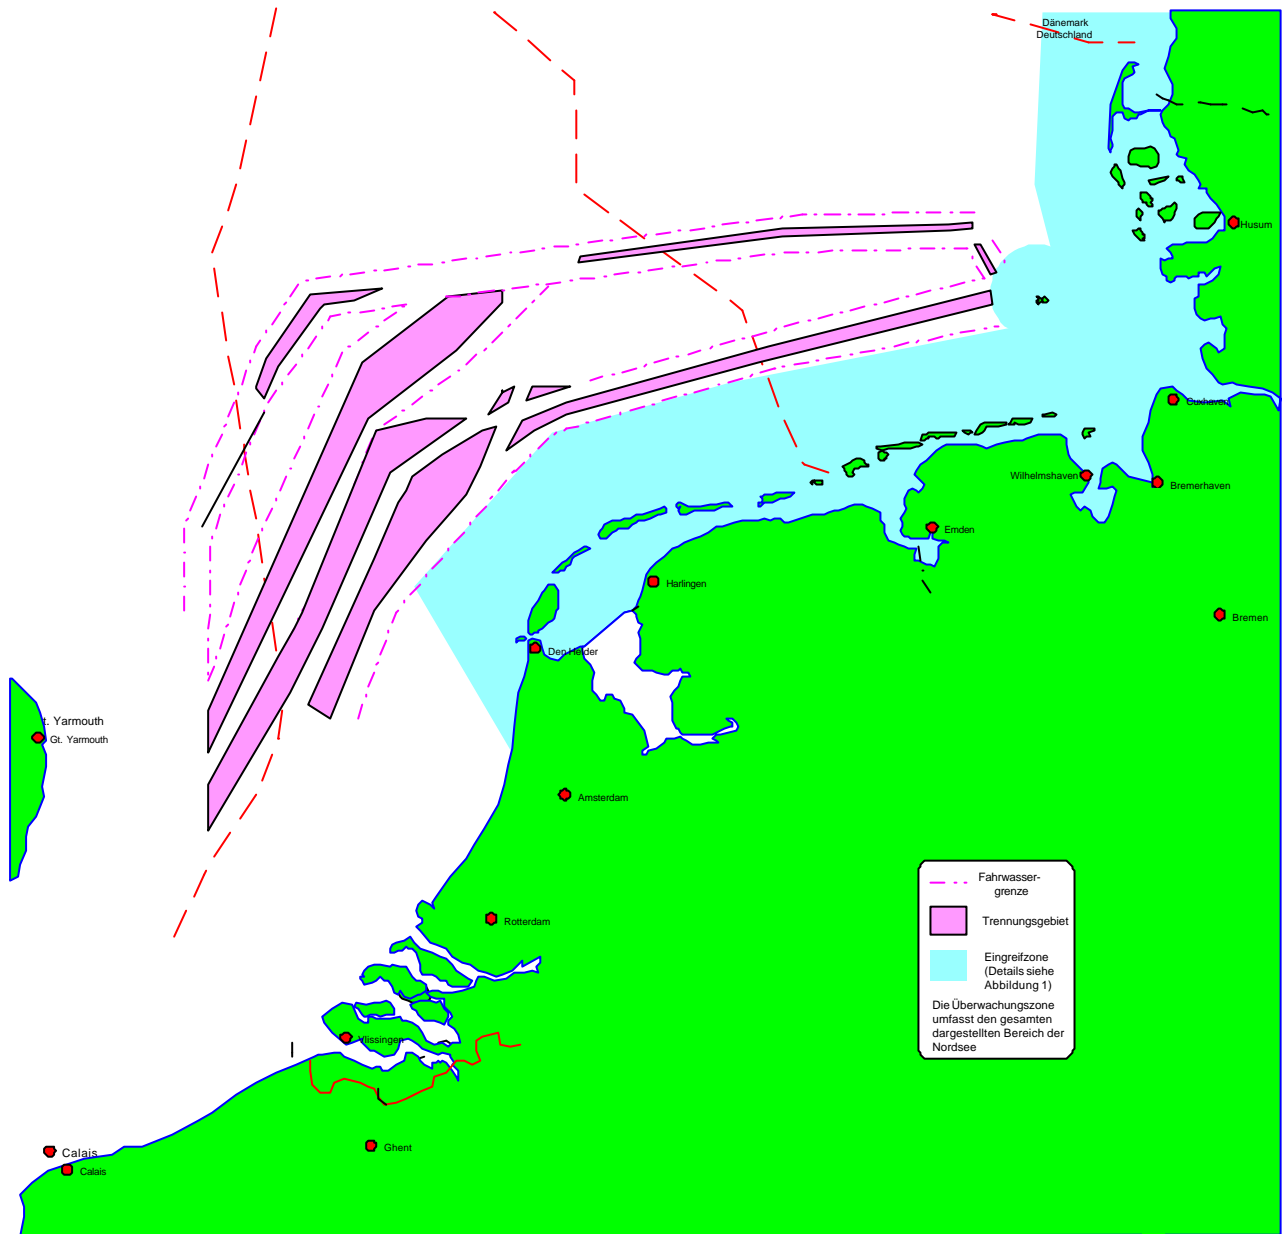 Dänemark
Deutschland
Husum
Cuxhaven
Wilhelmshaven
Bremerhaven
Emden
Harlingen
Bremen
Den Helder
t. Yarmouth
Gt. Yarmouth
Amsterdam
Rotterdam
Vlissingen
Ghent
Calais
Calais
Fahrwasser-
grenze
Trennungsgebiet
Eingreifzone
(Details siehe
Abbildung 1)
Die Überwachungszone
umfasst den gesamten
dargestellten Bereich der
Nordsee